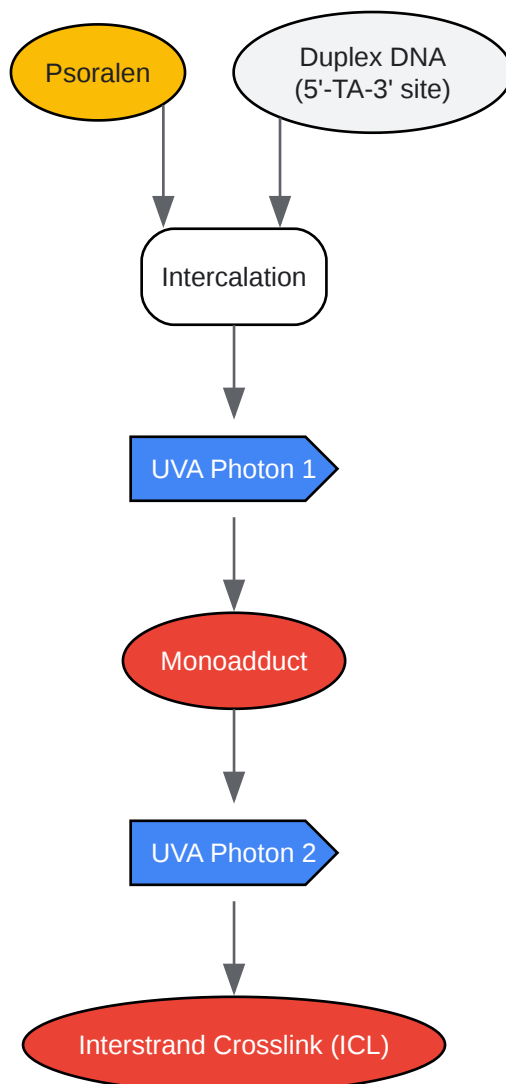 Psoralen
Duplex DNA
(5'-TA-3' site)
Intercalation
UVA Photon 1
Monoadduct
UVA Photon 2
Interstrand Crosslink (ICL)